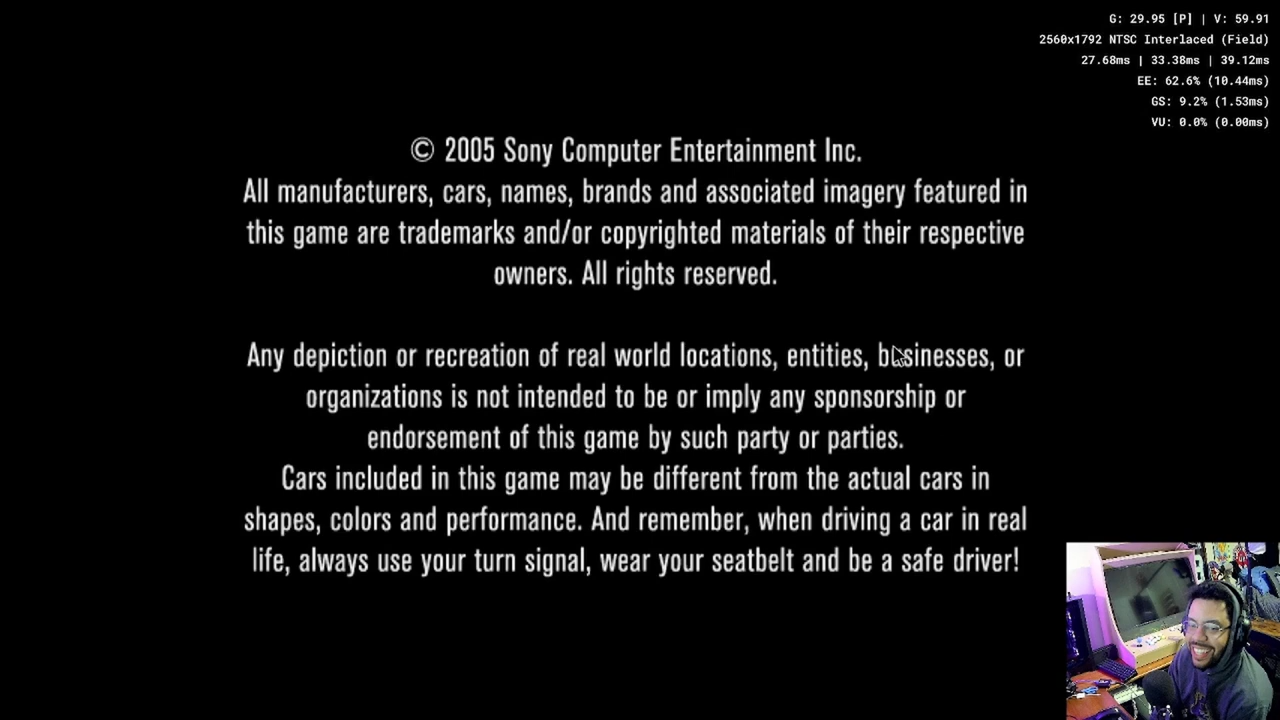 G: 29.95 [P] | V: 59.91
2560x1792 NTSC Interlaced (Field)
27.68ms | 33.38ms | 39.12ms
EE: 62.6% (10.44ms)
GS: 9.2% (1.53ms)
VU: 0.0% (0.00ms)
© 2005 Sony Computer Entertainment Inc.
All manufacturers, cars, names, brands and associated imagery featured in
this game are trademarks and/or copyrighted materials of their respective
owners. All rights reserved.
Any depiction or recreation of real world locations, entities, businesses, or
organizations is not intended to be or imply any sponsorship or
endorsement of this game by such party or parties.
Cars included in this game may be different from the actual cars in
shapes, colors and performance. And remember, when driving a car in real
life, always use your turn signal, wear your seatbelt and be a safe driver!